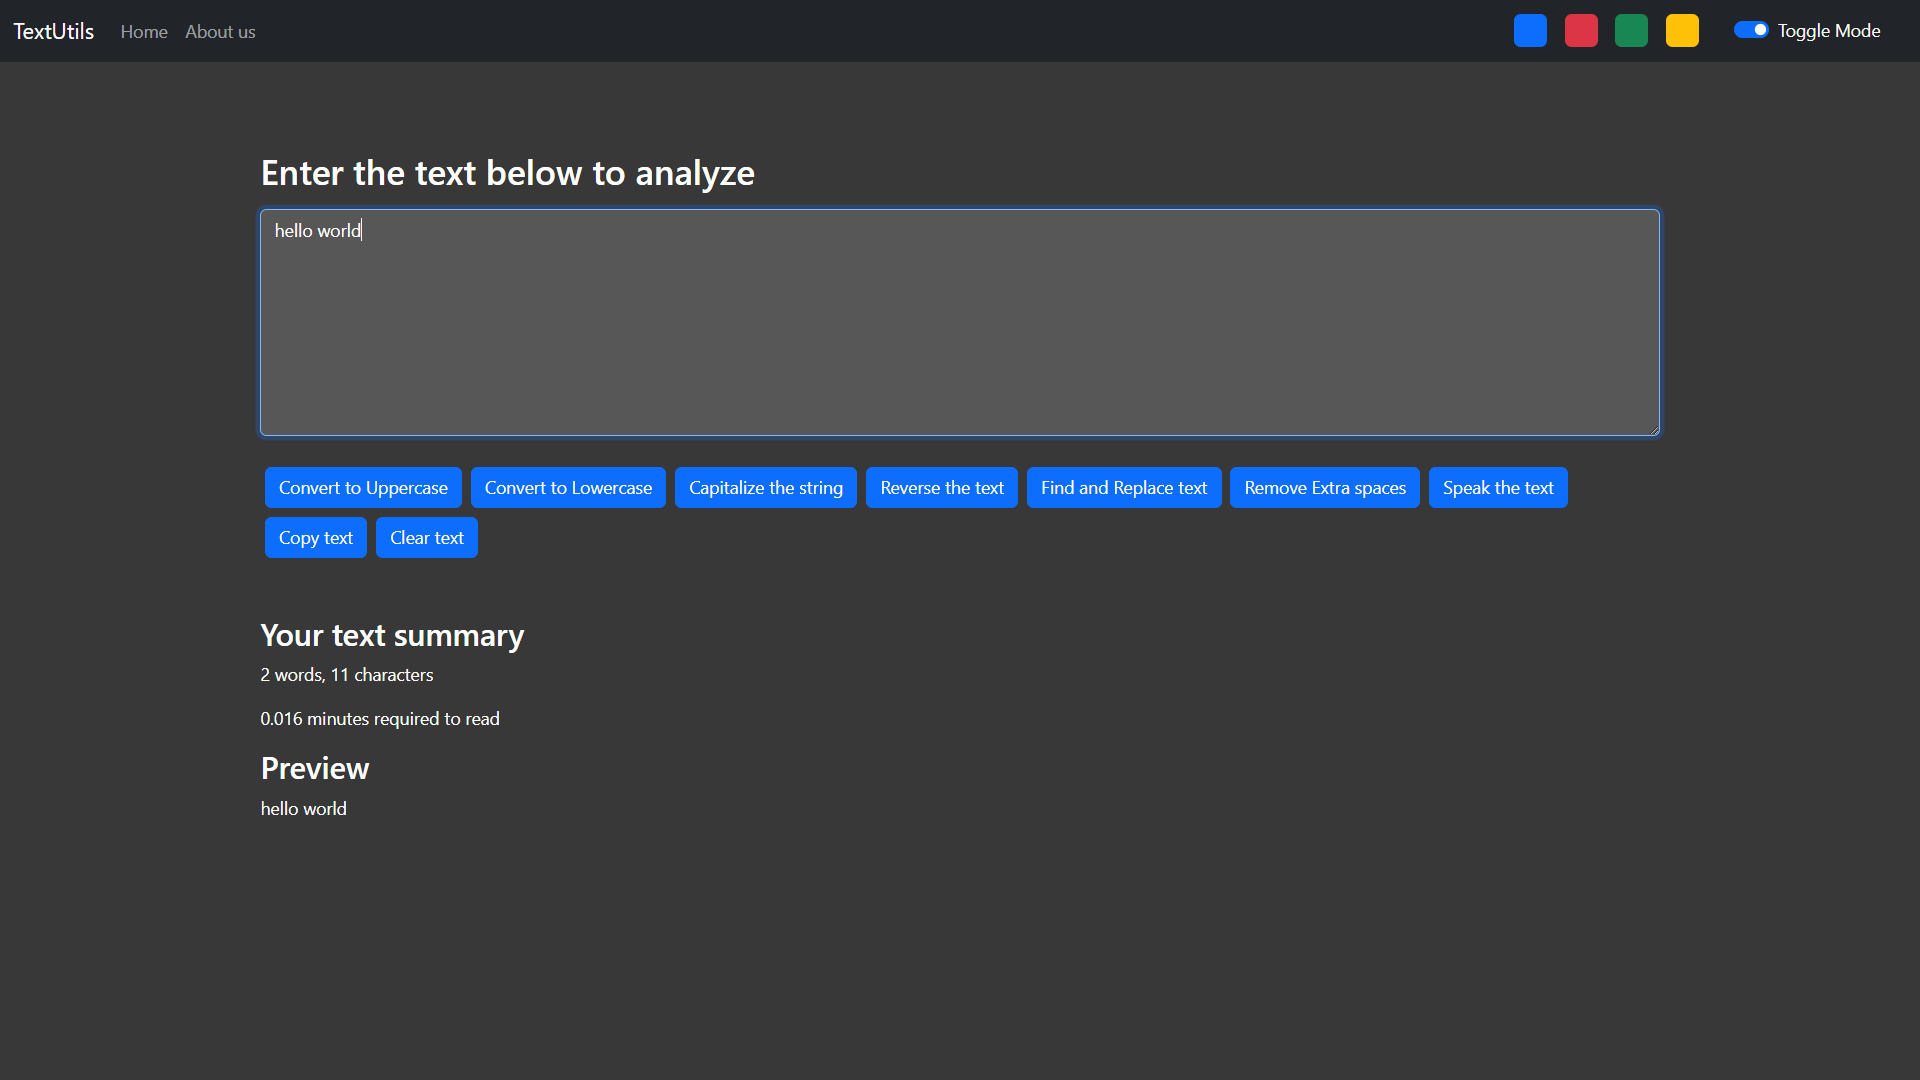 TextUtils Home About us Toggle Mode
Enter the text below to analyze
hello world
Convert to Uppercase Convert to Lowercase Capitalize the string Reverse the text Find and Replace text Remove Extra spaces Speak the text
Copy text Clear text
Your text summary
2 words, 11 characters
0.016 minutes required to read
Preview
hello world